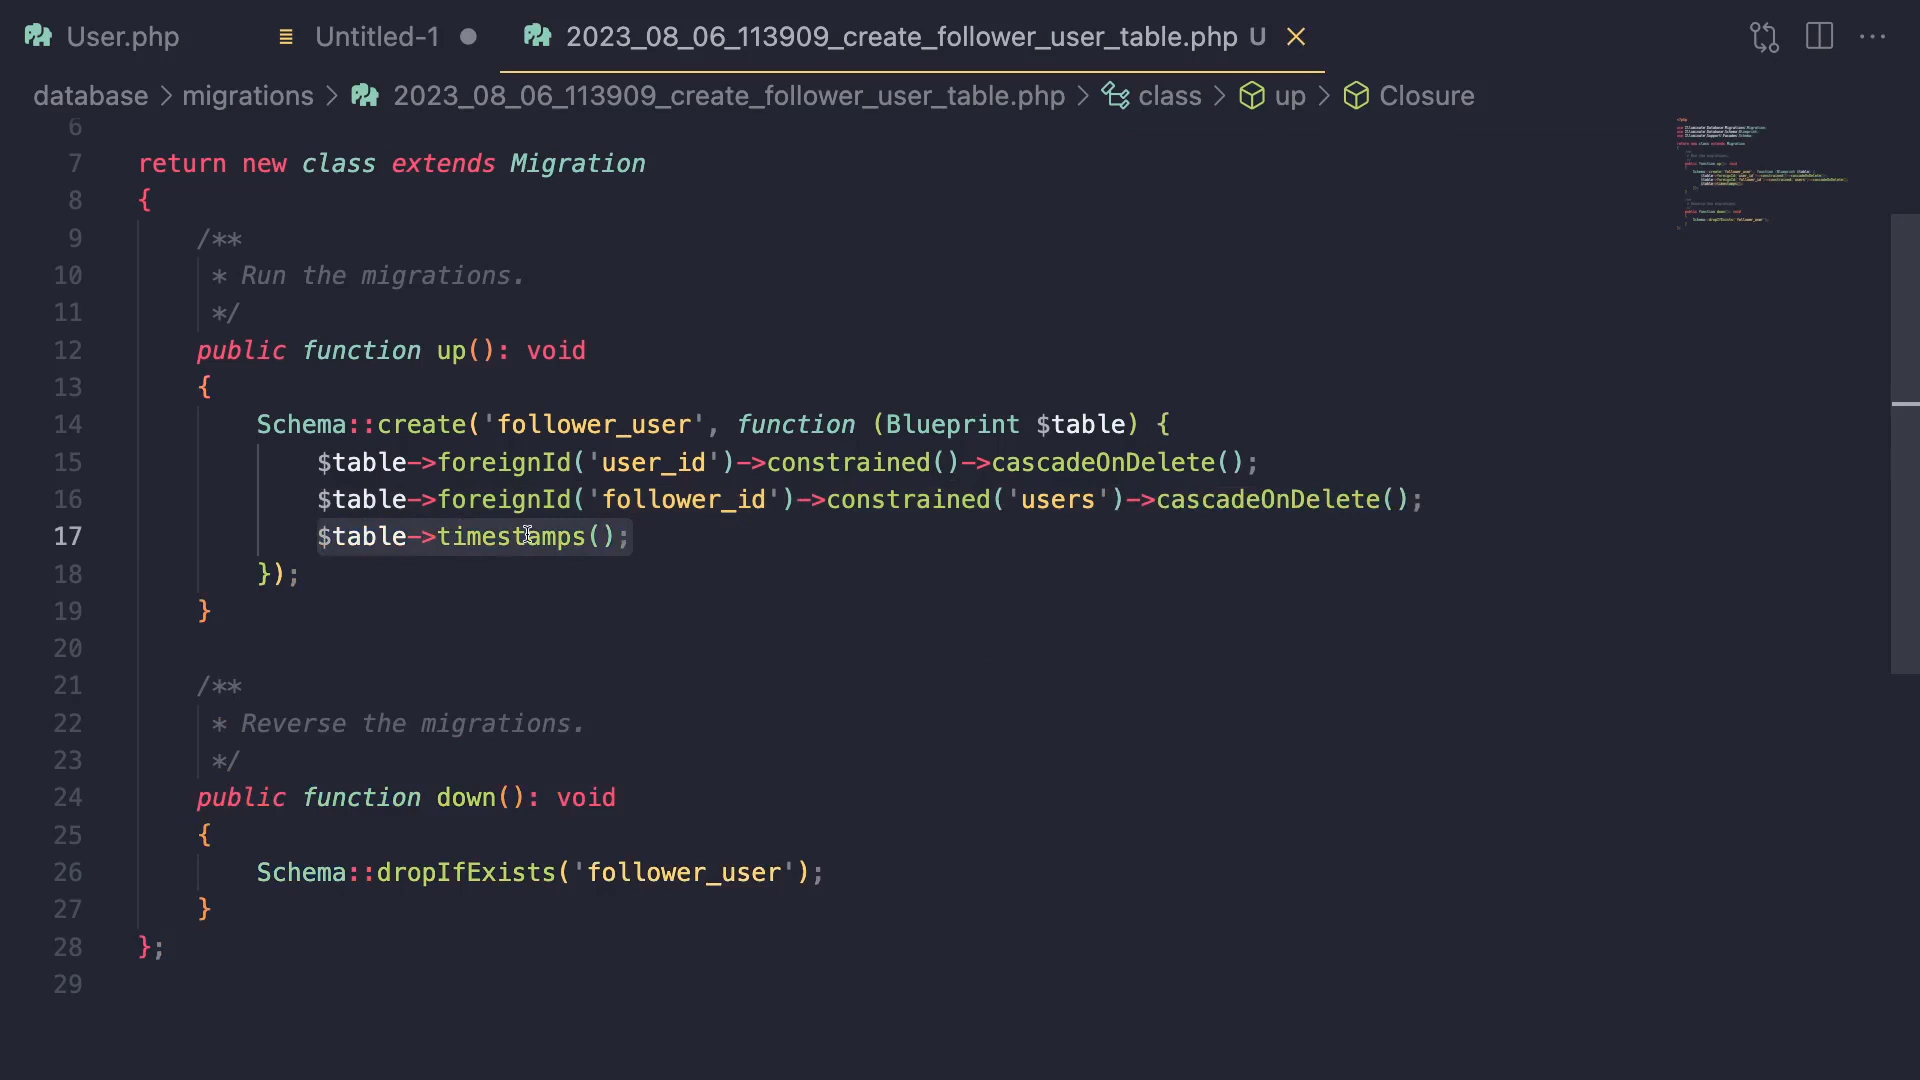 User.php
Untitled-1
2023_08_06_113909_create_follower_user_table.php U
database > migrations > 2023_08_06_113909_create_follower_user_table.php > class > up > Closure
6
7 return new class extends Migration
8 {
9 /**
10 * Run the migrations.
11 */
12 public function up(): void
13 {
14 Schema::create('follower_user', function (Blueprint $table) {
15 $table->foreignId('user_id')->constrained()->cascadeOnDelete();
16 $table->foreignId('follower_id')->constrained('users')->cascadeOnDelete();
17 $table->timestamps();
18 });
19 }
20
21 /**
22 * Reverse the migrations.
23 */
24 public function down(): void
25 {
26 Schema::dropIfExists('follower_user');
27 }
28 };
29